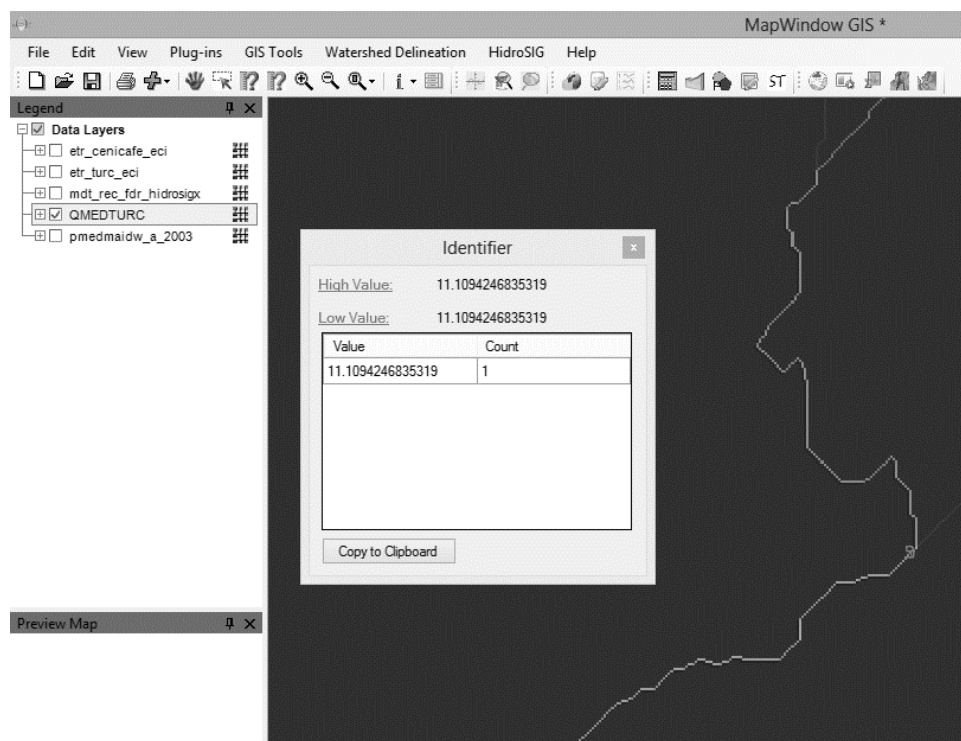 MapWindow GIS *
File Edit View Plug-ins GIS Tools Watershed Delineation HidroSIG Help
ST
Legend
Data Layers
etr_cenicafe_eci
etr_turc_eci
mdt_rec_fdr_hidrosigx
QMEDTURC
pmedmaidw_a_2003
Identifier
High Value: 11.1094246835319
Low Value: 11.1094246835319
Value Count
11.1094246835319 1
Copy to Clipboard
Preview Map